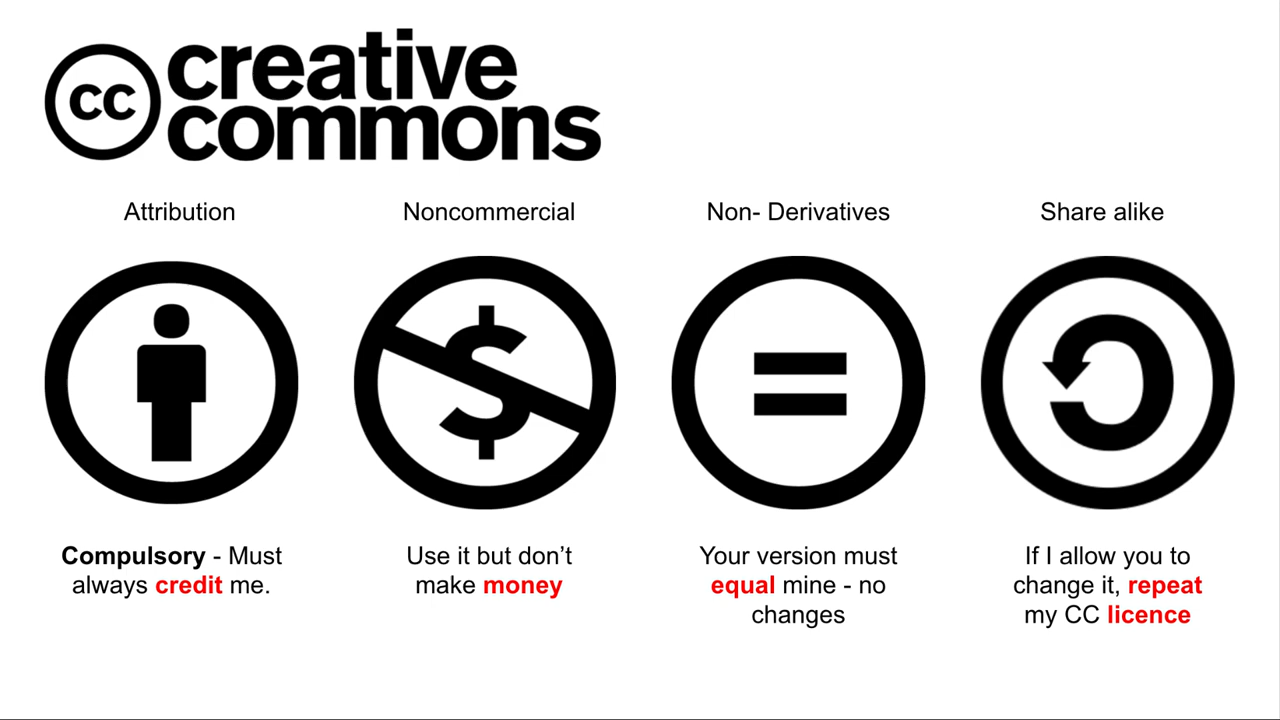 cc creative
commons
Attribution
Noncommercial
Non- Derivatives
Share alike
$
=
Compulsory - Must
always credit me.
Use it but don’t
make money
Your version must
equal mine - no
changes
If I allow you to
change it, repeat
my CC licence